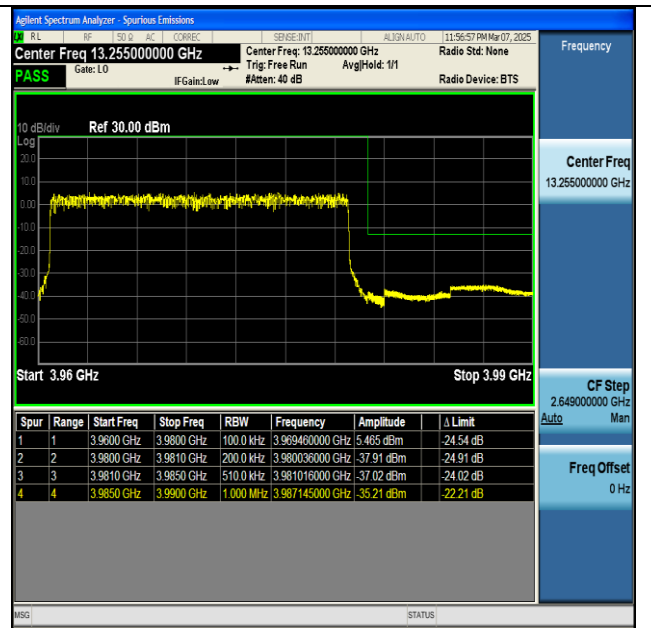 Agilent Spectrum Analyzer - Spurious Emissions
RL RF 50 Ω AC CORREC SENSE:INT ALIGN AUTO 11:56:57 PM Mar 07, 2025
Center Freq 13.255000000 GHz
Center Freq: 13.255000000 GHz
Radio Std: None
PASS
Gate: LO
IFGain:Low
Trig: Free Run
Avg|Hold: 1/1
#Atten: 40 dB
Radio Device: BTS
10 dB/div Ref 30.00 dBm
Log
20.0
10.0
0.00
-10.0
-20.0
-30.0
-40.0
-50.0
-60.0
Start 3.96 GHz Stop 3.99 GHz
Spur Range Start Freq Stop Freq RBW Frequency Amplitude Δ Limit
1 1 3.9600 GHz 3.9800 GHz 100.0 kHz 3.969460000 GHz 5.465 dBm -24.54 dB
2 2 3.9800 GHz 3.9810 GHz 200.0 kHz 3.980036000 GHz -37.91 dBm -24.91 dB
3 3 3.9810 GHz 3.9850 GHz 510.0 kHz 3.981016000 GHz -37.02 dBm -24.02 dB
4 4 3.9850 GHz 3.9900 GHz 1.000 MHz 3.987145000 GHz -35.21 dBm -22.21 dB
Frequency
Center Freq
13.255000000 GHz
CF Step
2.649000000 GHz
Auto Man
Freq Offset
0 Hz
MSG STATUS